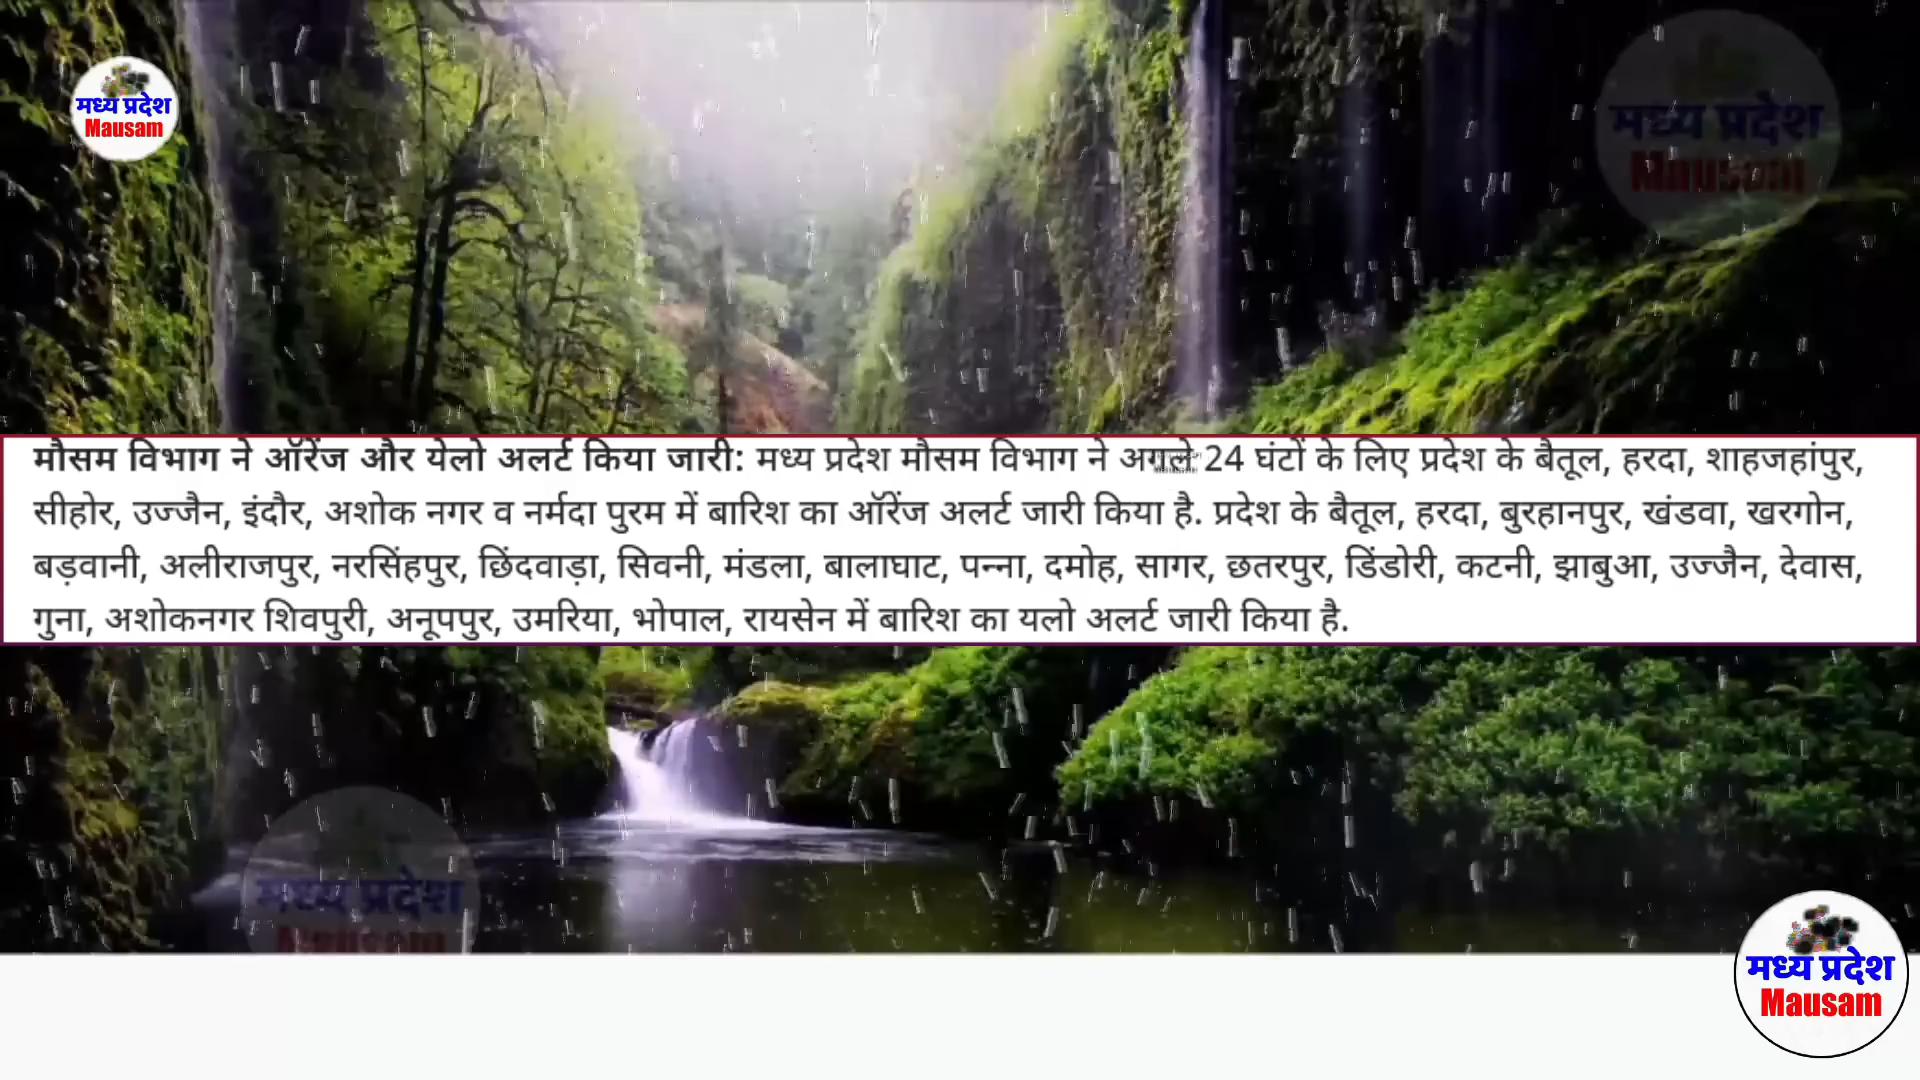 मध्य प्रदेश
Mausam
मध्य प्रदेश
Mausam
मौसम विभाग ने ऑरेंज और येलो अलर्ट किया जारी: मध्य प्रदेश मौसम विभाग ने अगले 24 घंटों के लिए प्रदेश के बैतूल, हरदा, शाहजहांपुर,
सीहोर, उज्जैन, इंदौर, अशोक नगर व नर्मदा पुरम में बारिश का ऑरेंज अलर्ट जारी किया है. प्रदेश के बैतूल, हरदा, बुरहानपुर, खंडवा, खरगोन,
बड़वानी, अलीराजपुर, नरसिंहपुर, छिंदवाड़ा, सिवनी, मंडला, बालाघाट, पन्ना, दमोह, सागर, छतरपुर, डिंडोरी, कटनी, झाबुआ, उज्जैन, देवास,
गुना, अशोकनगर शिवपुरी, अनूपपुर, उमरिया, भोपाल, रायसेन में बारिश का यलो अलर्ट जारी किया है.
मध्य प्रदेश
Mausam
मध्य प्रदेश
Mausam